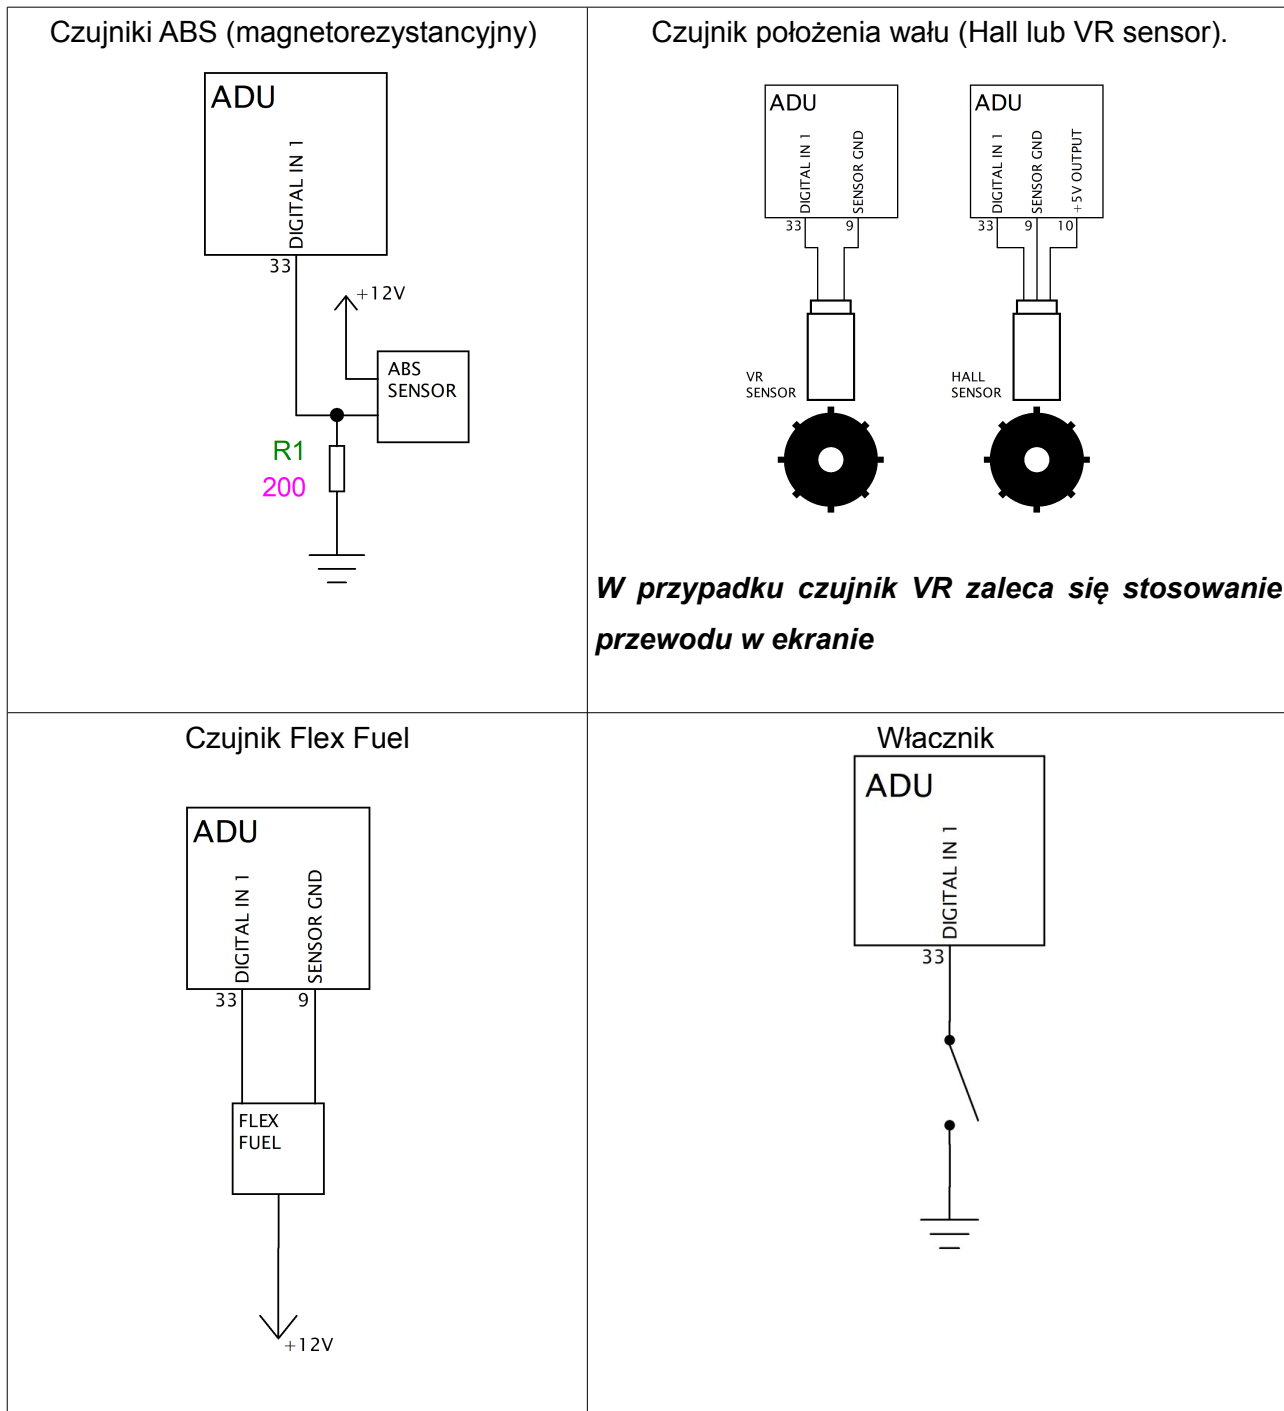 Czujniki ABS (magnetorezystancyjny)
ADU
DIGITAL IN 1
33
+12V
ABS
SENSOR
R1
200
Czujnik położenia wału (Hall lub VR sensor).
ADU
DIGITAL IN 1
SENSOR GND
33
9
VR
SENSOR
ADU
DIGITAL IN 1
SENSOR GND
+5V OUTPUT
33
9
10
HALL
SENSOR
W przypadku czujnik VR zaleca się stosowanie
przewodu w ekranie
Czujnik Flex Fuel
ADU
DIGITAL IN 1
SENSOR GND
33
9
FLEX
FUEL
+12V
Włacznik
ADU
DIGITAL IN 1
33